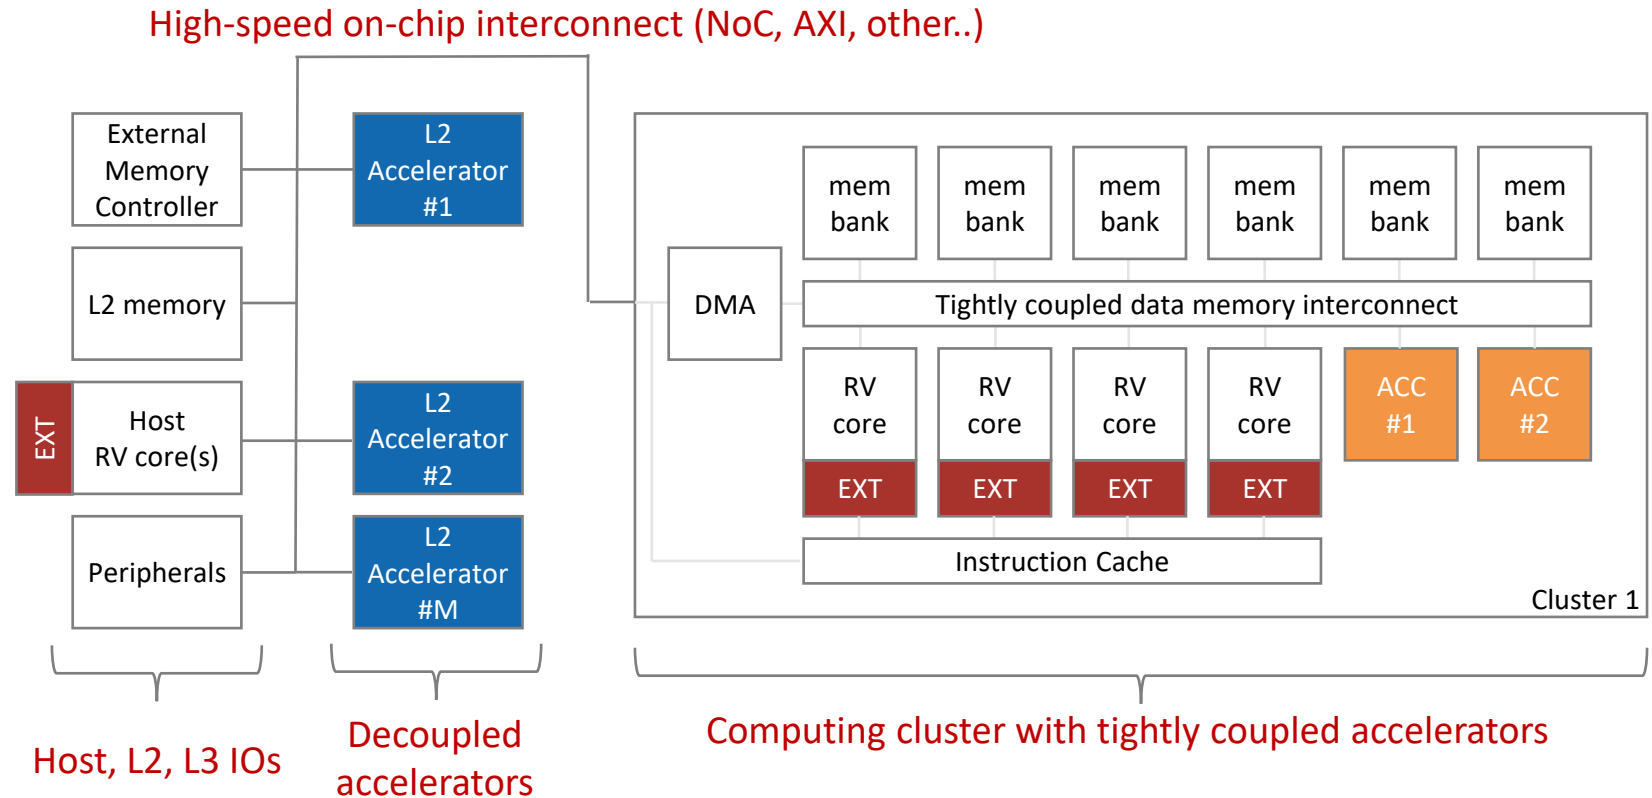 High-speed on-chip interconnect (NoC, AXI, other..)
External
Memory
Controller
L2 memory
EXT
Host
RV core(s)
Peripherals
L2
Accelerator
#1
L2
Accelerator
#2
L2
Accelerator
#M
mem
bank
mem
bank
mem
bank
mem
bank
mem
bank
mem
bank
DMA
Tightly coupled data memory interconnect
RV
core
RV
core
RV
core
RV
core
ACC
#1
ACC
#2
EXT
EXT
EXT
EXT
Instruction Cache
Cluster 1
Host, L2, L3 IOs
Decoupled
accelerators
Computing cluster with tightly coupled accelerators